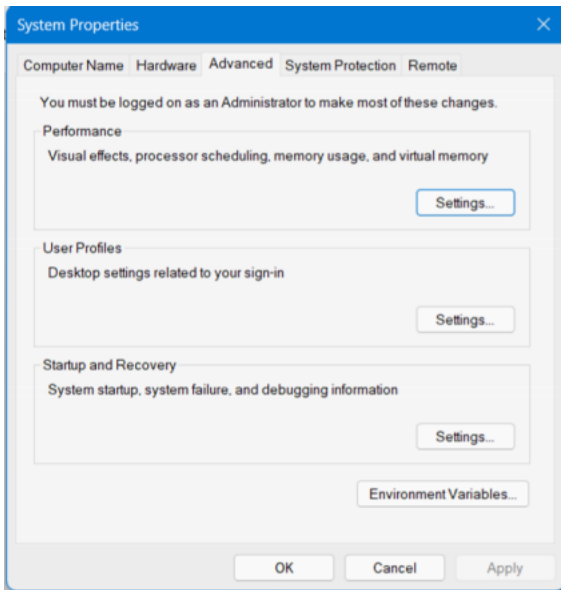 System Properties
Computer Name Hardware Advanced System Protection Remote
You must be logged on as an Administrator to make most of these changes.
Performance
Visual effects, processor scheduling, memory usage, and virtual memory
Settings...
User Profiles
Desktop settings related to your sign-in
Settings...
Startup and Recovery
System startup, system failure, and debugging information
Settings...
Environment Variables...
OK Cancel Apply